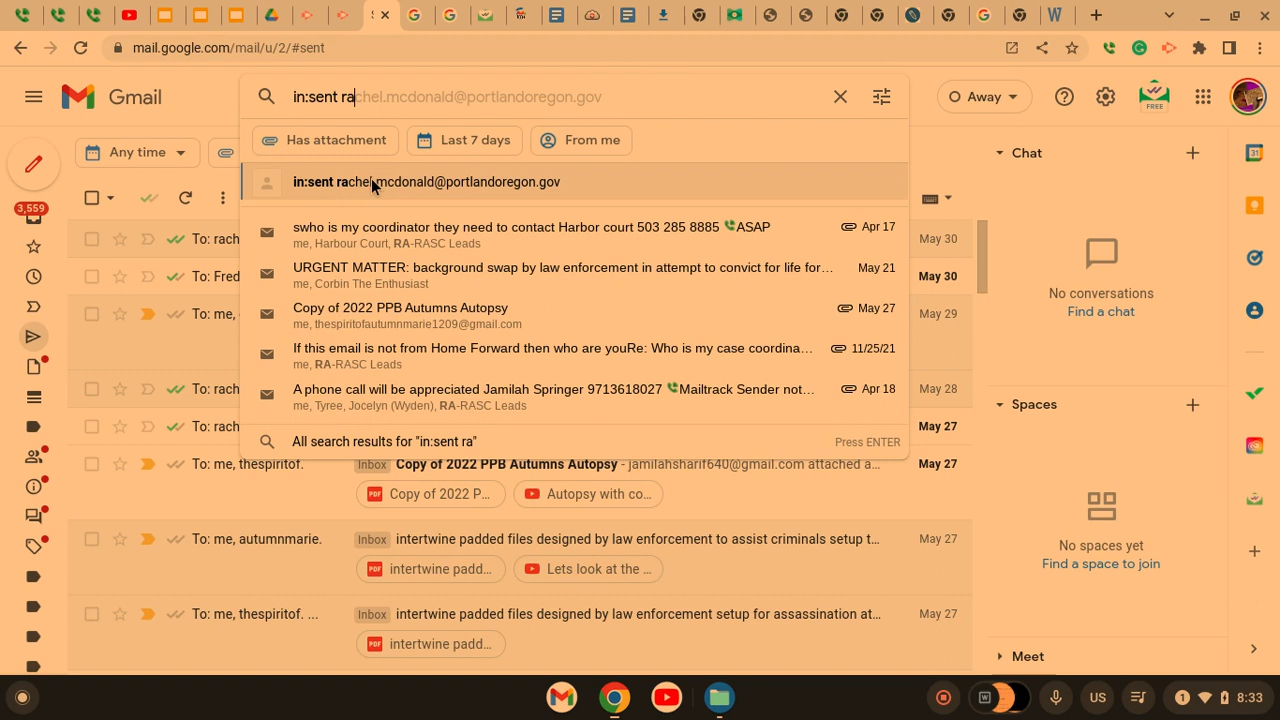 mail.google.com/mail/u/2/#sent
Gmail
in:sent rachel.mcdonald@portlandoregon.gov
Away
FREE
Any time
Has attachment
Last 7 days
From me
in:sent rachel.mcdonald@portlandoregon.gov
swho is my coordinator they need to contact Harbor court 503 285 8885 ASAP
Apr 17
me, Harbour Court, RA-RASC Leads
URGENT MATTER: background swap by law enforcement in attempt to convict for life for…
May 21
me, Corbin The Enthusiast
Copy of 2022 PPB Autumns Autopsy
May 27
me, thespiritofautumnmarie1209@gmail.com
If this email is not from Home Forward then who are youRe: Who is my case coordina…
11/25/21
me, RA-RASC Leads
A phone call will be appreciated Jamilah Springer 9713618027 Mailtrack Sender not…
Apr 18
me, Tyree, Jocelyn (Wyden), RA-RASC Leads
All search results for "in:sent ra"
Press ENTER
3,559
To: rach
May 30
To: Fred
May 30
To: me,
May 29
To: rach
May 28
To: rach
May 27
To: me, thespiritof.
Inbox Copy of 2022 PPB Autumns Autopsy - jamilahsharif640@gmail.com attached a…
May 27
Copy of 2022 P…
Autopsy with co…
To: me, autumnmarie.
Inbox intertwine padded files designed by law enforcement to assist criminals setup t…
May 27
intertwine padd…
Lets look at the …
To: me, thespiritof. ...
Inbox intertwine padded files designed by law enforcement setup for assassination at…
May 27
intertwine padd…
Chat
No conversations
Find a chat
Spaces
No spaces yet
Find a space to join
Meet
US
1
8:33